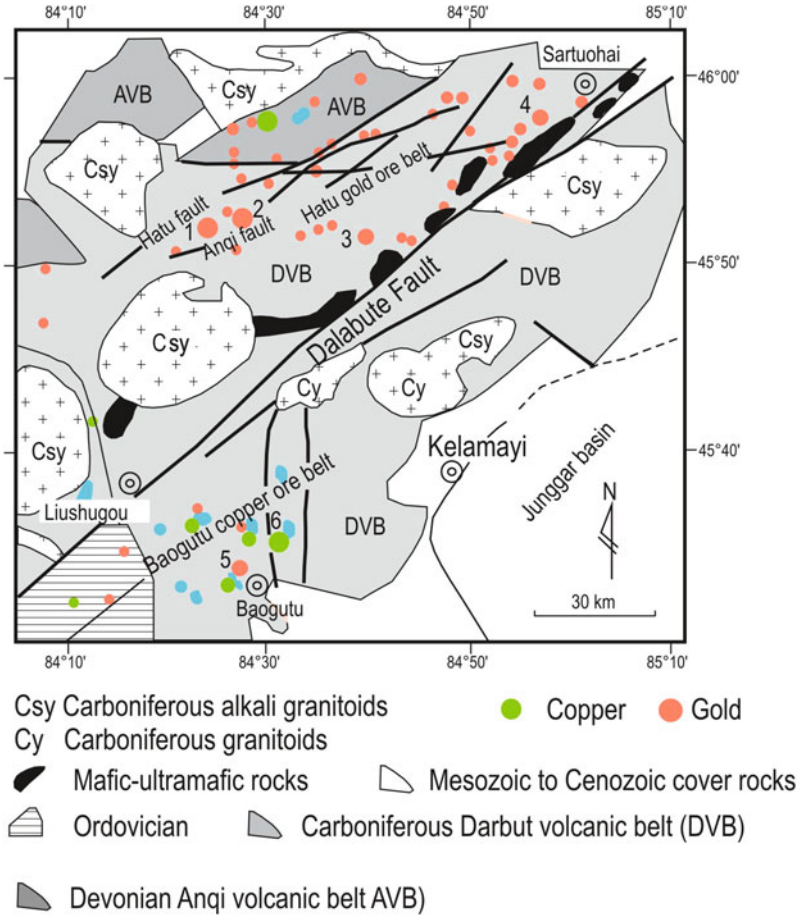 84°10' 84°30' 84°50' 85°10'
Sartuohai
46°00'
Csy
AVB
AVB
4
Csy
Csy
Hatu gold ore belt
Hatu fault
1
2
Anqi fault
3
45°50'
DVB
DVB
Dalabute Fault
Csy
Csy
Cy
Cy
Csy
Kelamayi
45°40'
Junggar basin
Liushugou
Baogutu copper ore belt
6
DVB
N
5
Baogutu
30 km
84°10' 84°30' 84°50' 85°10'
Csy Carboniferous alkali granitoids
Copper
Gold
Cy Carboniferous granitoids
Mafic-ultramafic rocks
Mesozoic to Cenozoic cover rocks
Ordovician
Carboniferous Darbut volcanic belt (DVB)
Devonian Anqi volcanic belt AVB)